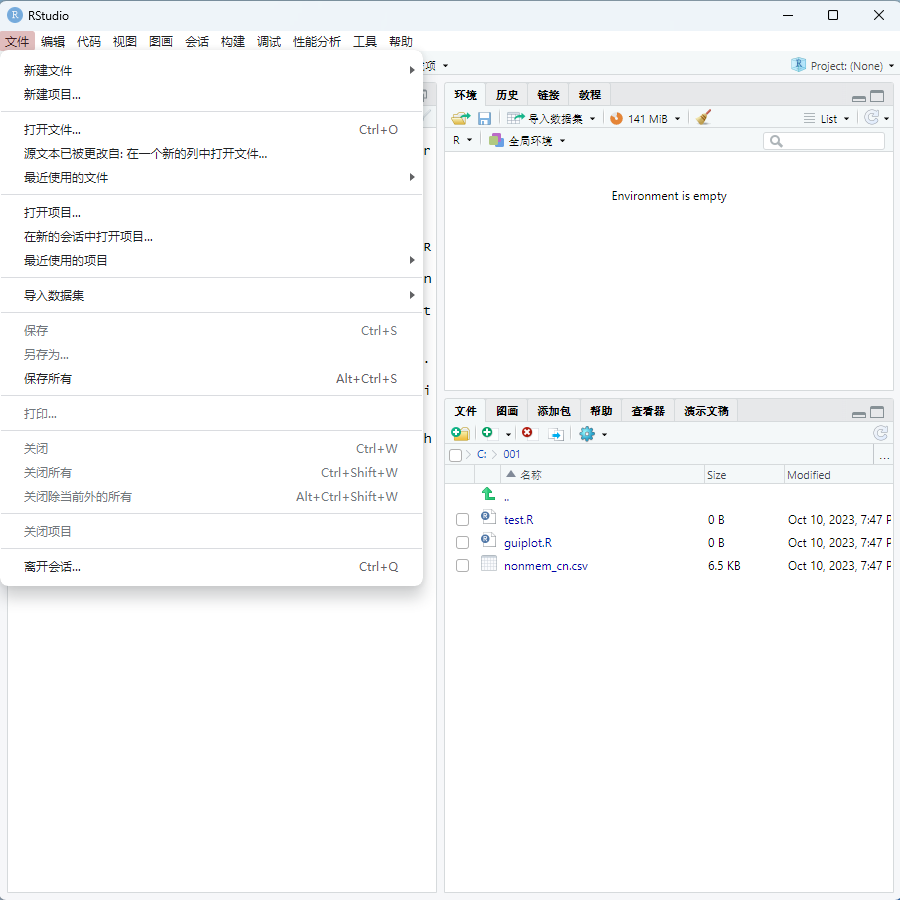 RStudio
文件 编辑 代码 视图 图画 会话 构建 调试 性能分析 工具 帮助
项 Project: (None)
新建文件
新建项目...
打开文件... Ctrl+O
源文本已被更改自: 在一个新的列中打开文件...
最近使用的文件
打开项目...
在新的会话中打开项目...
最近使用的项目
导入数据集
保存 Ctrl+S
另存为...
保存所有 Alt+Ctrl+S
打印...
关闭 Ctrl+W
关闭所有 Ctrl+Shift+W
关闭除当前外的所有 Alt+Ctrl+Shift+W
关闭项目
离开会话... Ctrl+Q
r
R
n
t
.
i
h
环境 历史 链接 教程
导入数据集 141 MiB List
R 全局环境
Environment is empty
文件 图画 添加包 帮助 查看器 演示文稿
C: 001 ...
名称 Size Modified
..
test.R 0 B Oct 10, 2023, 7:47 P
guiplot.R 0 B Oct 10, 2023, 7:47 P
nonmem_cn.csv 6.5 KB Oct 10, 2023, 7:47 P